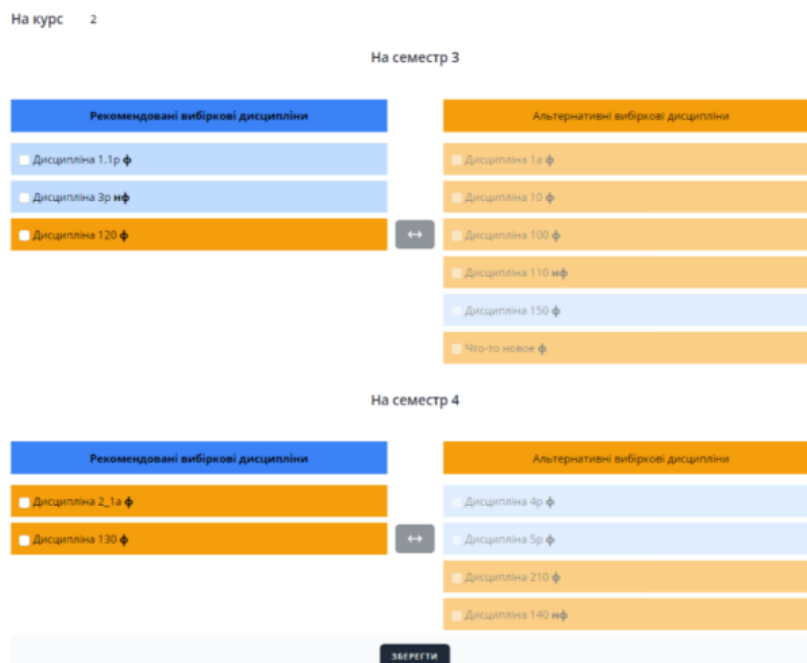 На курс 2
На семестр 3
Рекомендовані вибіркові дисципліни
Дисципліна 1.1р ф
Дисципліна 3р нф
Дисципліна 120 ф
Альтернативні вибіркові дисципліни
Дисципліна 1а ф
Дисципліна 10 ф
Дисципліна 100 ф
Дисципліна 110 нф
Дисципліна 150 ф
Что-то новое ф
На семестр 4
Рекомендовані вибіркові дисципліни
Дисципліна 2_1а ф
Дисципліна 130 ф
Альтернативні вибіркові дисципліни
Дисципліна 4р ф
Дисципліна 5р ф
Дисципліна 210 ф
Дисципліна 140 нф
ЗБЕРЕГТИ